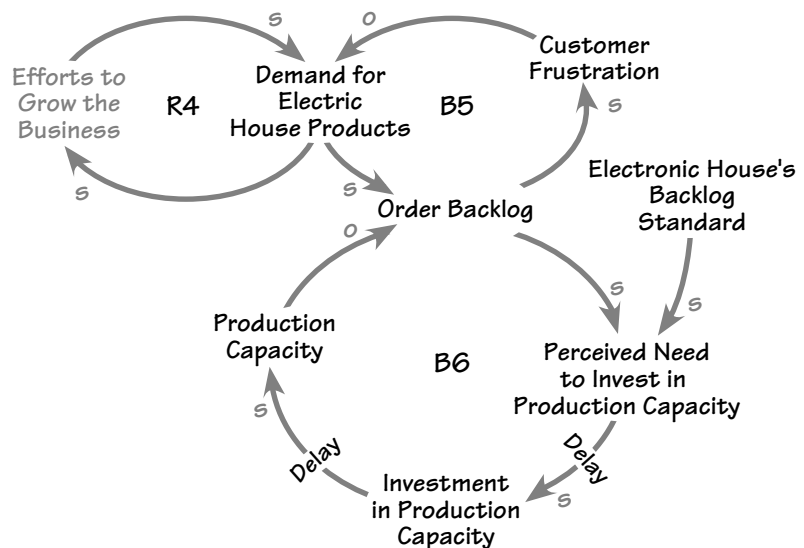 S
O
Customer
Frustration
Efforts to
Grow the
Business
R4
Demand for
Electric
House Products
B5
S
S
S
Order Backlog
Electronic House's
Backlog
Standard
O
S
S
Production
Capacity
B6
Perceived Need
to Invest in
Production Capacity
S
Delay
Delay
S
Investment
in Production
Capacity